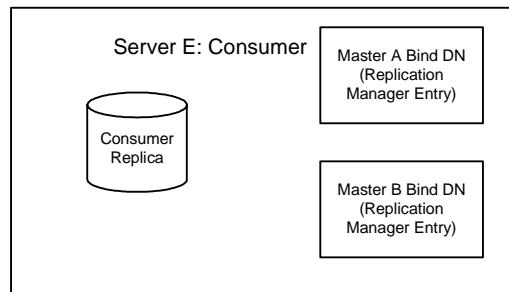 Server E: Consumer
Master A Bind DN
(Replication
Manager Entry)
Consumer
Replica
Master B Bind DN
(Replication
Manager Entry)